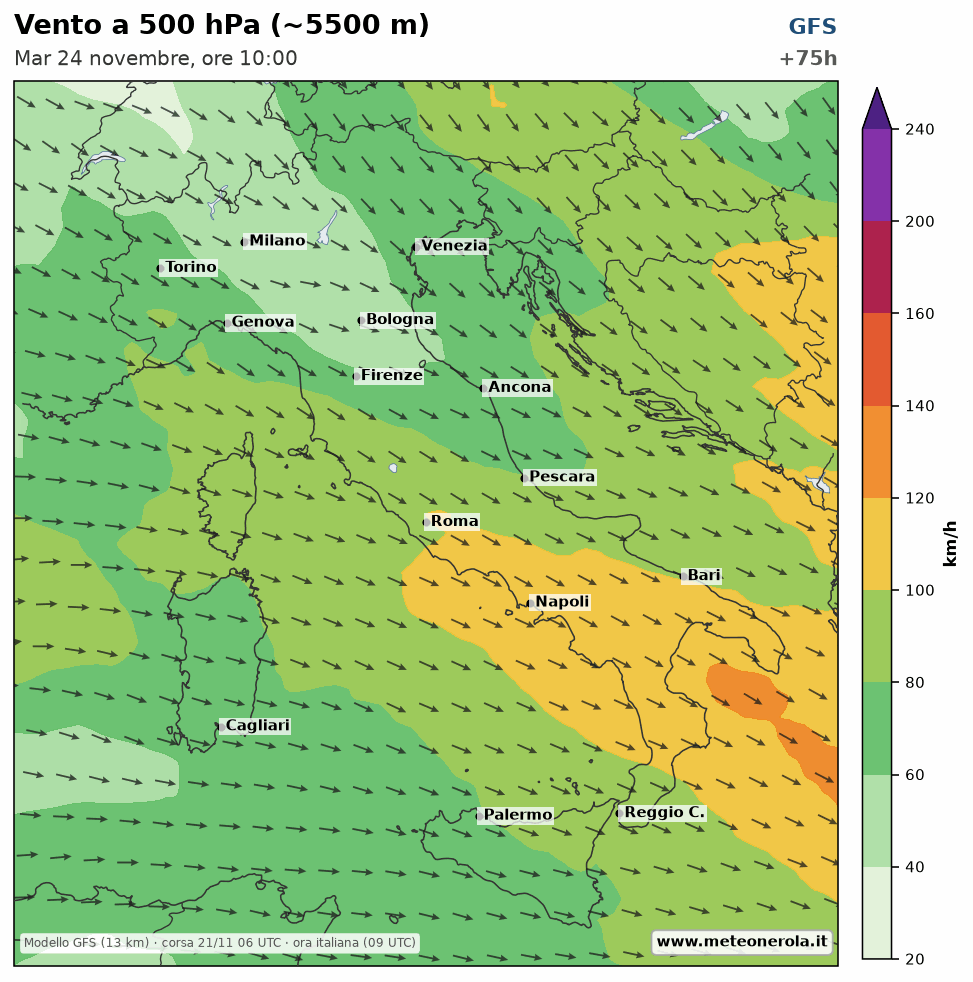 Vento a 500 hPa (~5500 m)
GFS
Mar 24 novembre, ore 10:00
+75h
Milano
Venezia
Torino
Genova
Bologna
Firenze
Ancona
Pescara
Roma
Bari
Napoli
Cagliari
Palermo
Reggio C.
240
220
200
160
140
120
100
80
60
40
20
km/h
Modello GFS (13 km) · corsa 21/11 06 UTC · ora italiana (09 UTC)
www.meteonerola.it